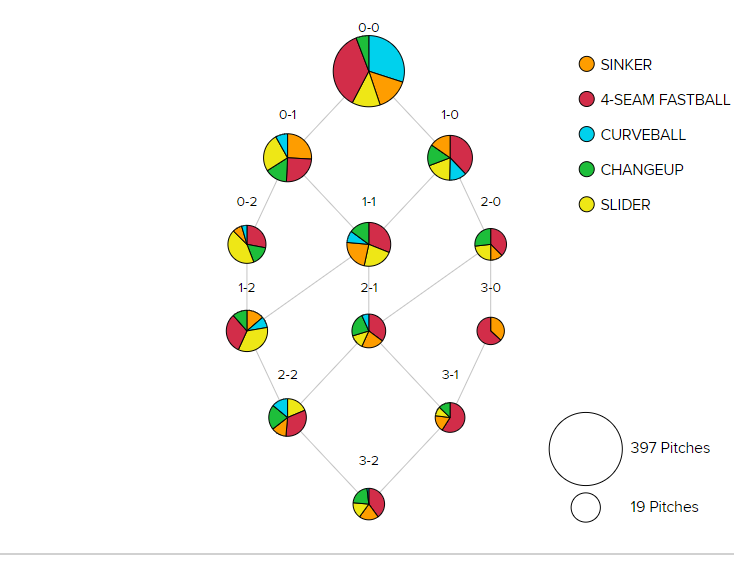 0-0
0-1
1-0
0-2
1-1
2-0
1-2
2-1
3-0
2-2
3-1
3-2
SINKER
4-SEAM FASTBALL
CURVEBALL
CHANGEUP
SLIDER
397 Pitches
19 Pitches